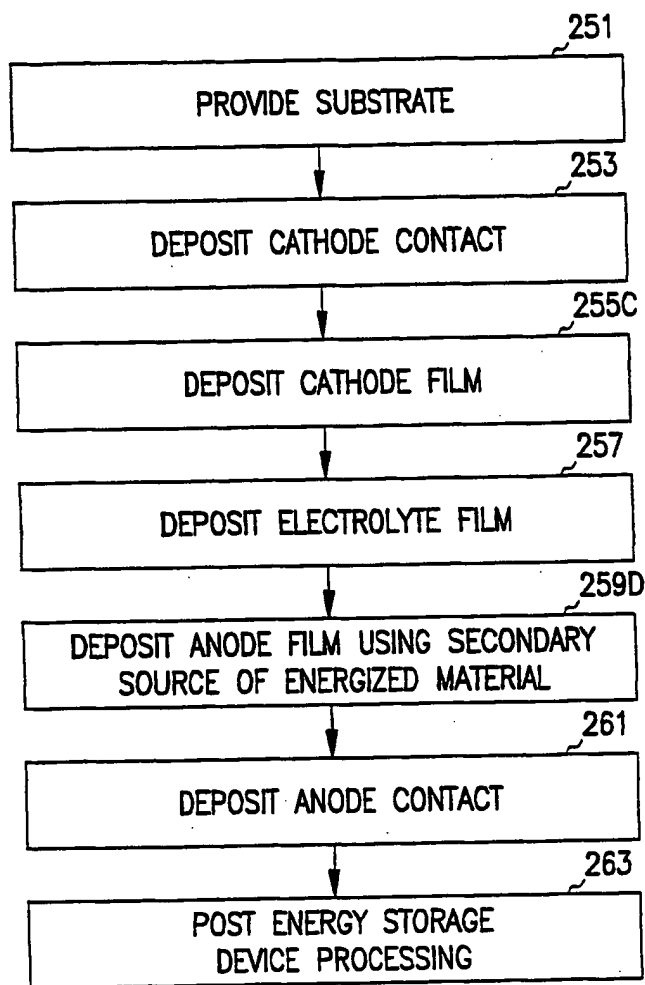 251
PROVIDE SUBSTRATE
253
DEPOSIT CATHODE CONTACT
255C
DEPOSIT CATHODE FILM
257
DEPOSIT ELECTROLYTE FILM
259D
DEPOSIT ANODE FILM USING SECONDARY
SOURCE OF ENERGIZED MATERIAL
261
DEPOSIT ANODE CONTACT
263
POST ENERGY STORAGE
DEVICE PROCESSING